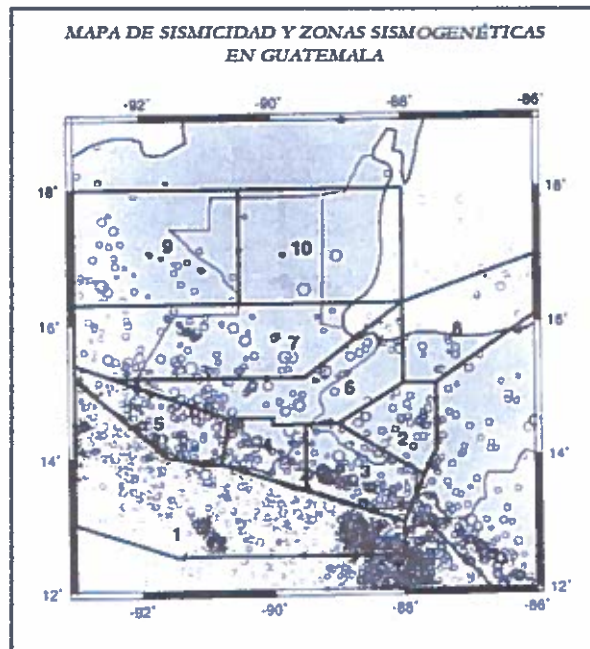 MAPA DE SISMICIDAD Y ZONAS SISMOGENÉTICAS
EN GUATEMALA
-92° -90° -88° -86°
18° 18°
9 10
16° 16°
8
7
6
5 4 2
14° 14°
3
1
12° 12°
-92° -90° -88° -86°